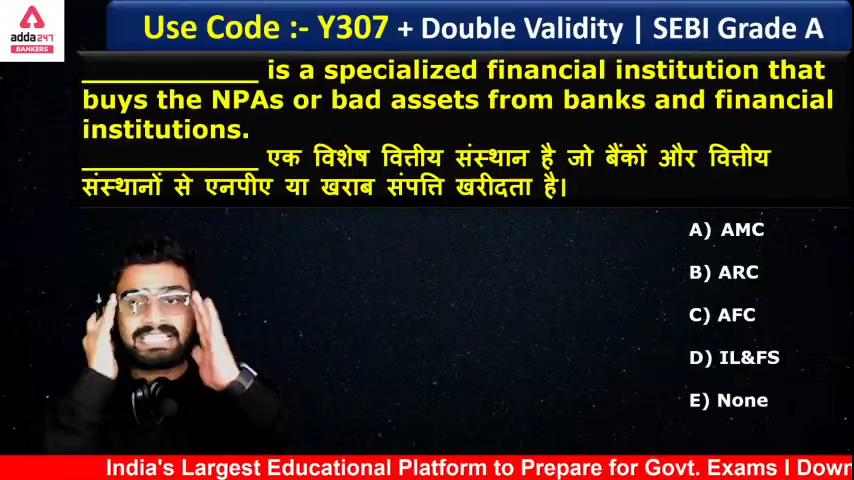 adda247
BANKERS
Use Code :- Y307 + Double Validity | SEBI Grade A
____________ is a specialized financial institution that
buys the NPAs or bad assets from banks and financial
institutions.
____________ एक विशेष वित्तीय संस्थान है जो बैंकों और वित्तीय
संस्थानों से एनपीए या खराब संपत्ति खरीदता है।
A) AMC
B) ARC
C) AFC
D) IL&FS
E) None
India's Largest Educational Platform to Prepare for Govt. Exams I Down